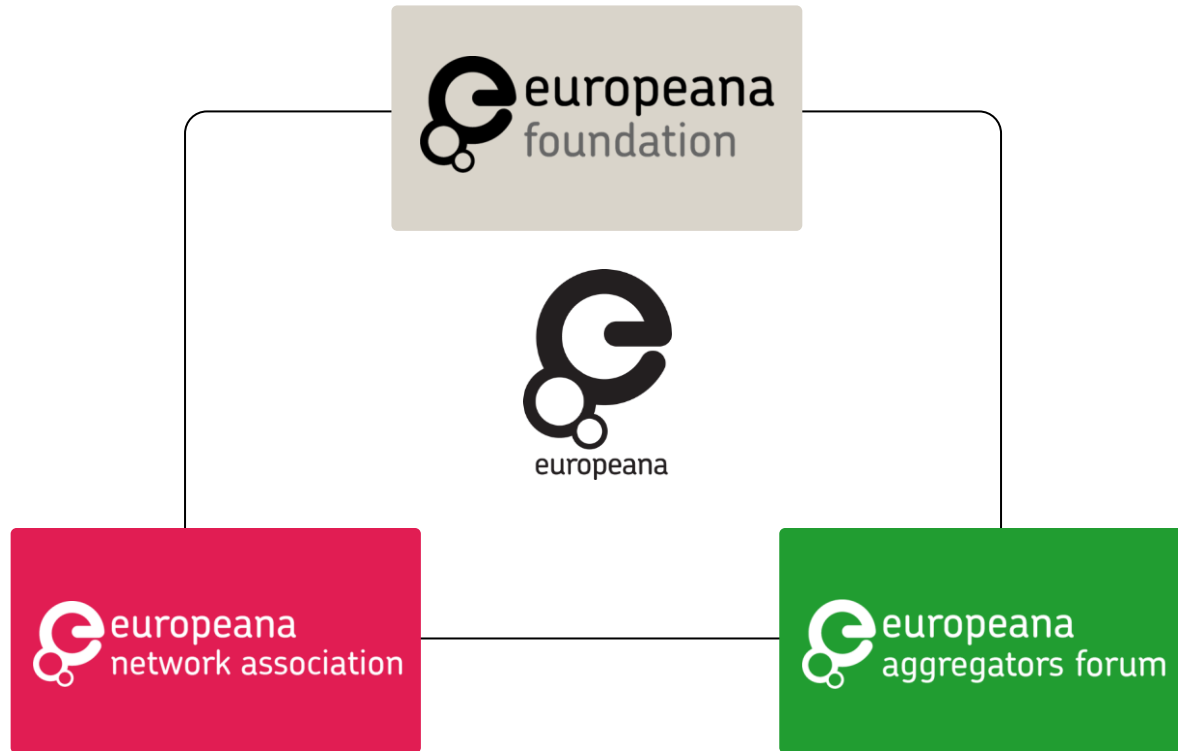 europeana
foundation
europeana
europeana
network association
europeana
aggregators forum